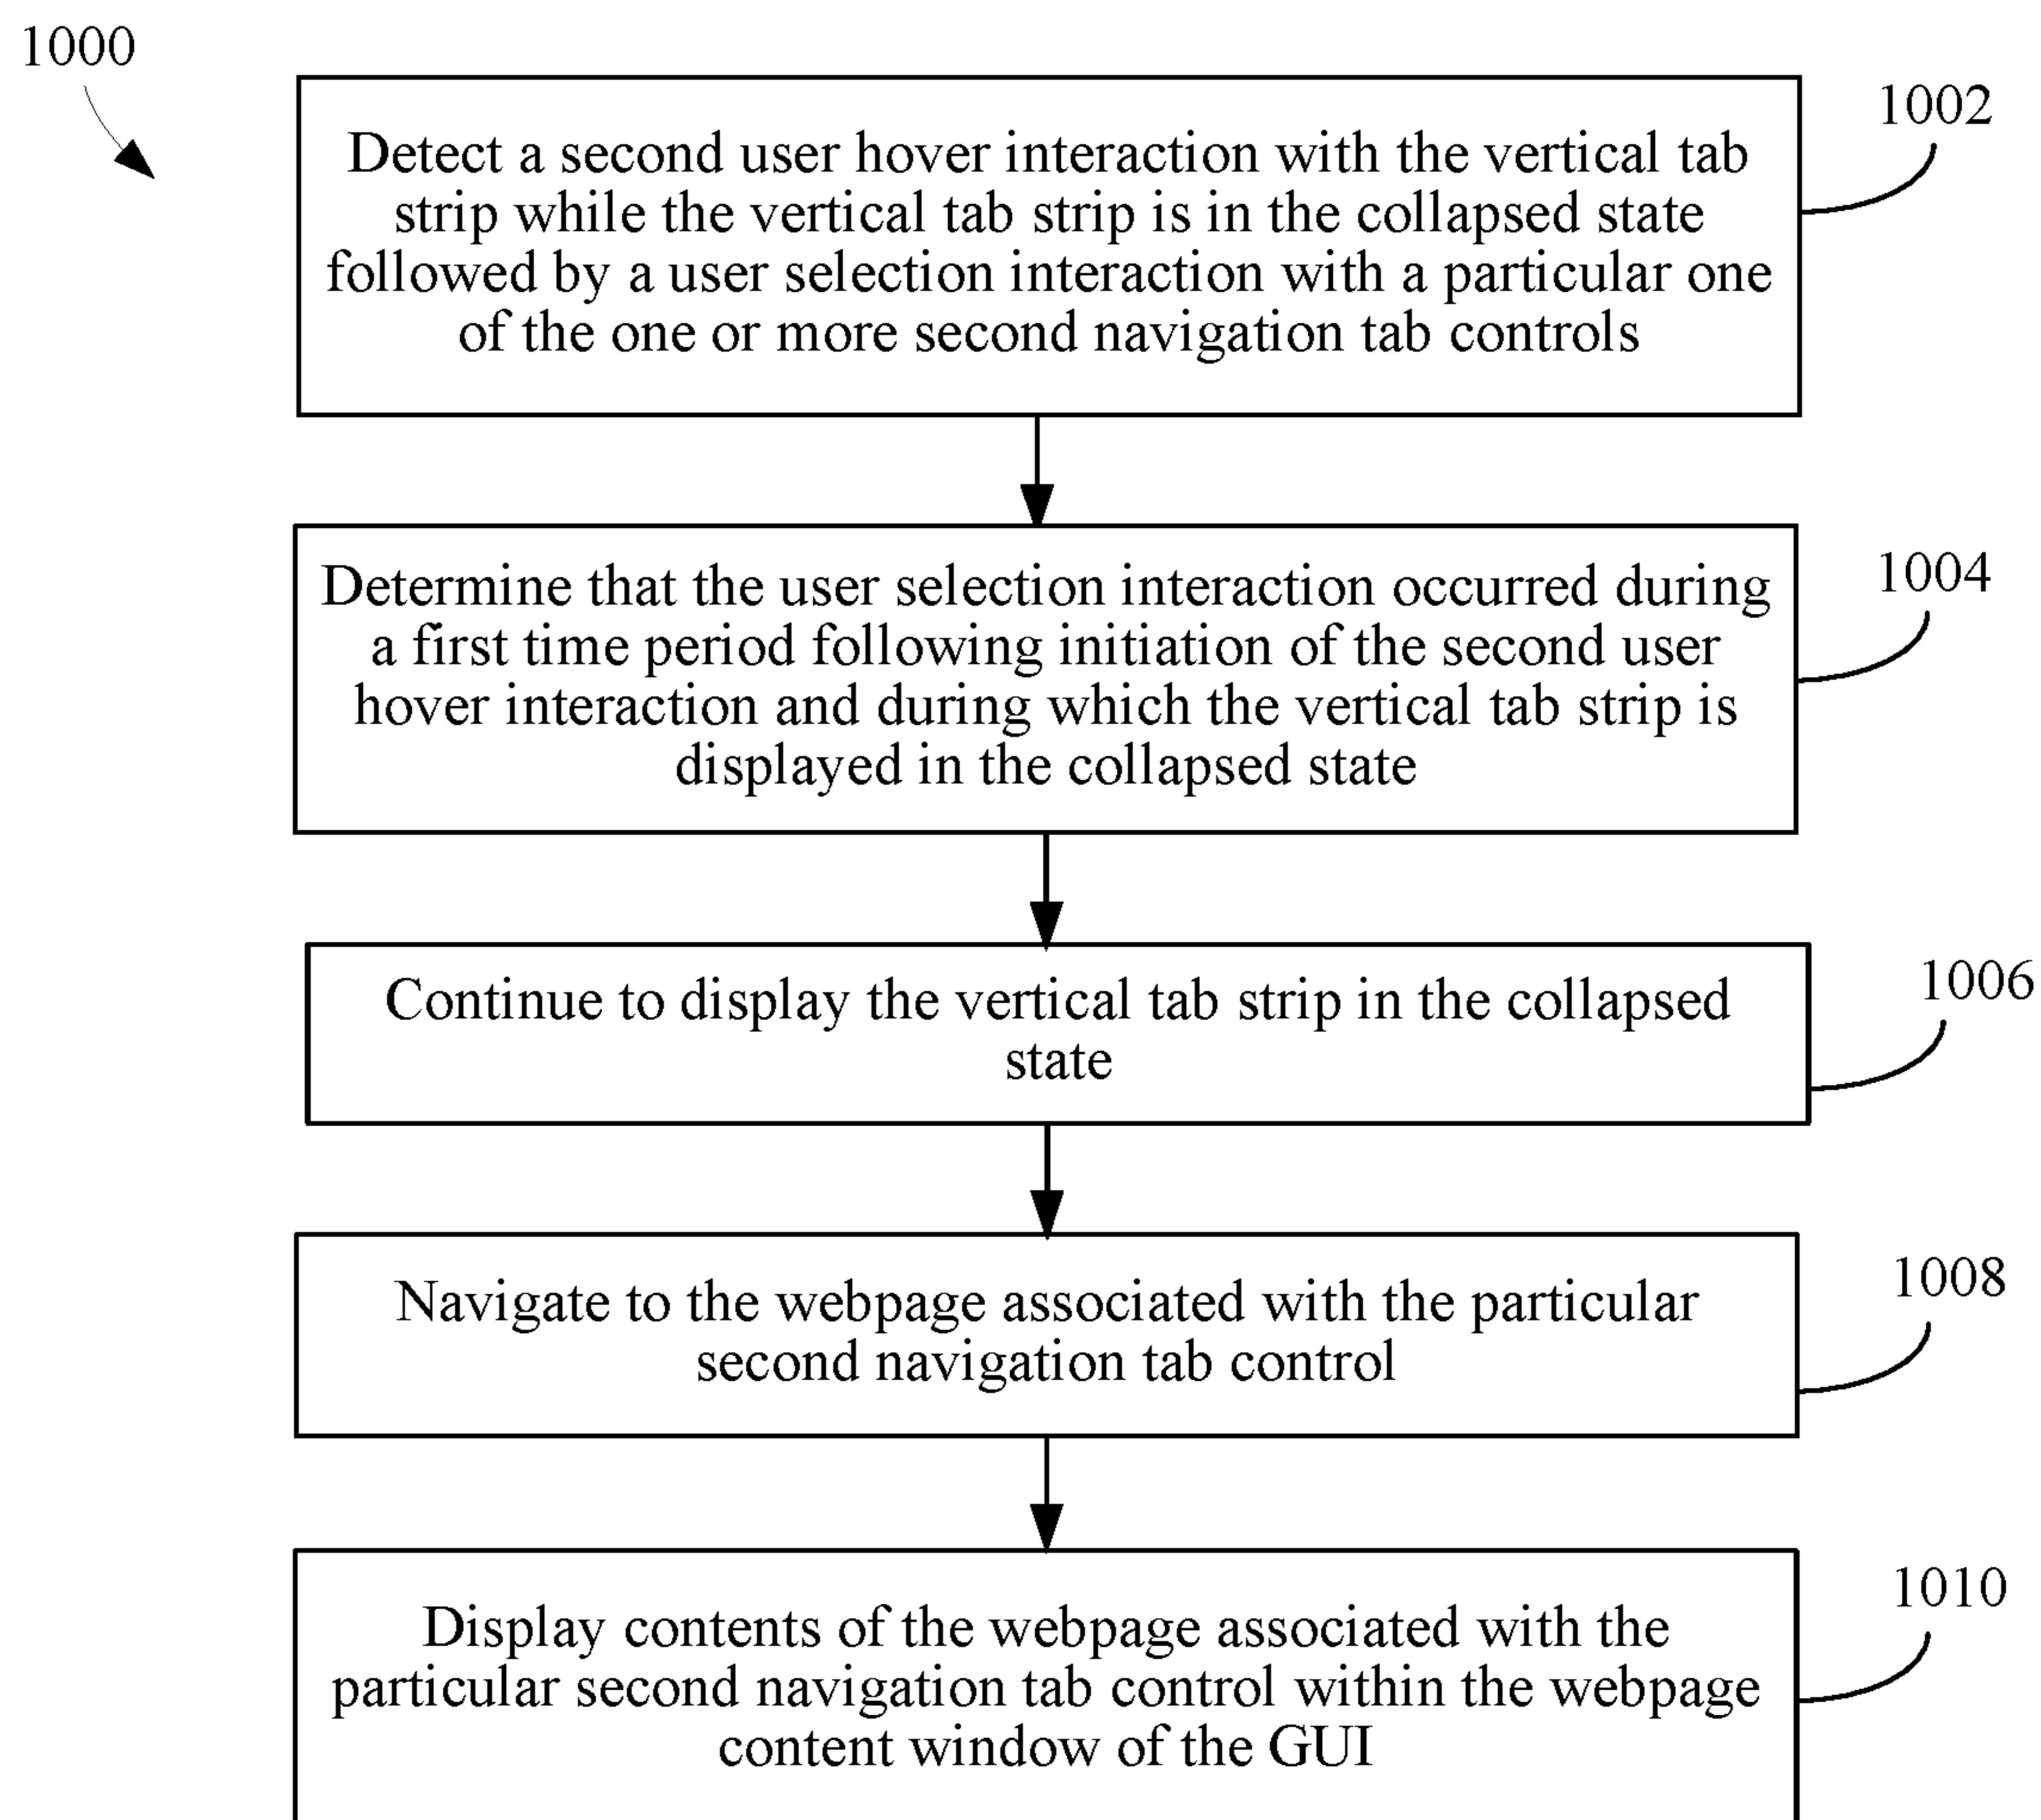 1000
1002
Detect a second user hover interaction with the vertical tab
strip while the vertical tab strip is in the collapsed state
followed by a user selection interaction with a particular one
of the one or more second navigation tab controls
1004
Determine that the user selection interaction occurred during
a first time period following initiation of the second user
hover interaction and during which the vertical tab strip is
displayed in the collapsed state
1006
Continue to display the vertical tab strip in the collapsed
state
1008
Navigate to the webpage associated with the particular
second navigation tab control
1010
Display contents of the webpage associated with the
particular second navigation tab control within the webpage
content window of the GUI